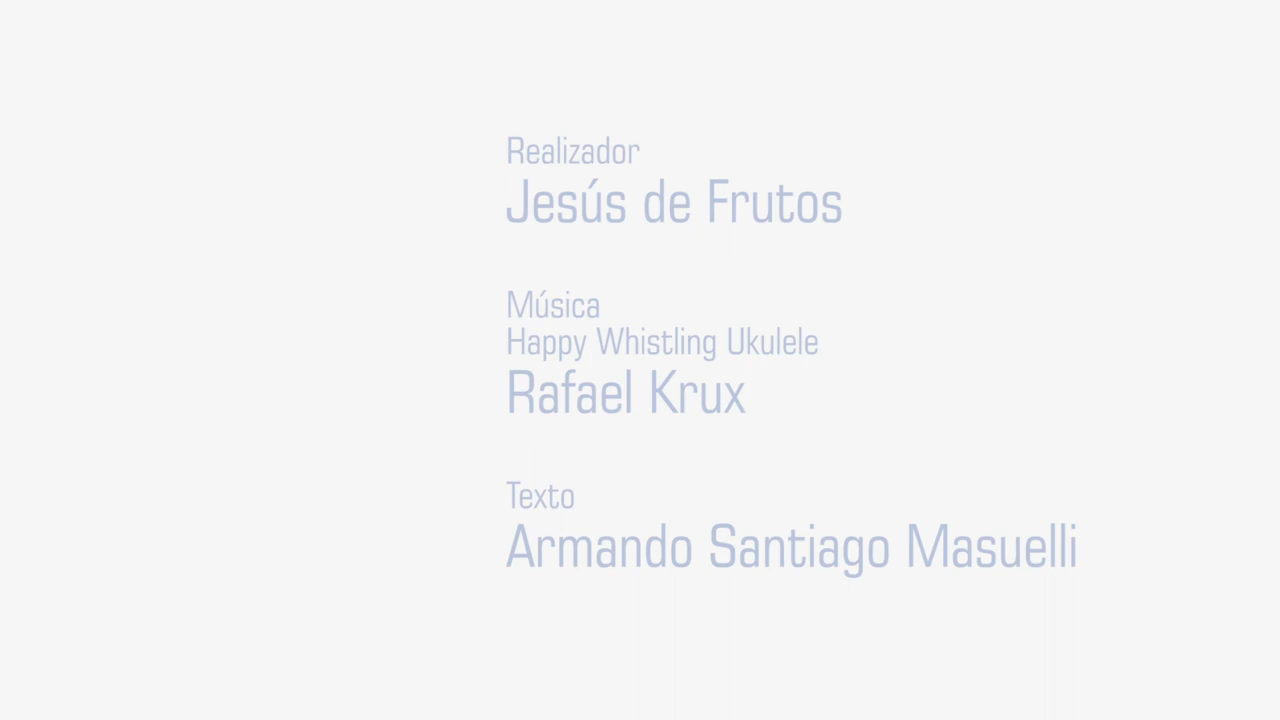 Realizador
Jesús de Frutos
Música
Happy Whistling Ukulele
Rafael Krux
Texto
Armando Santiago Masuelli